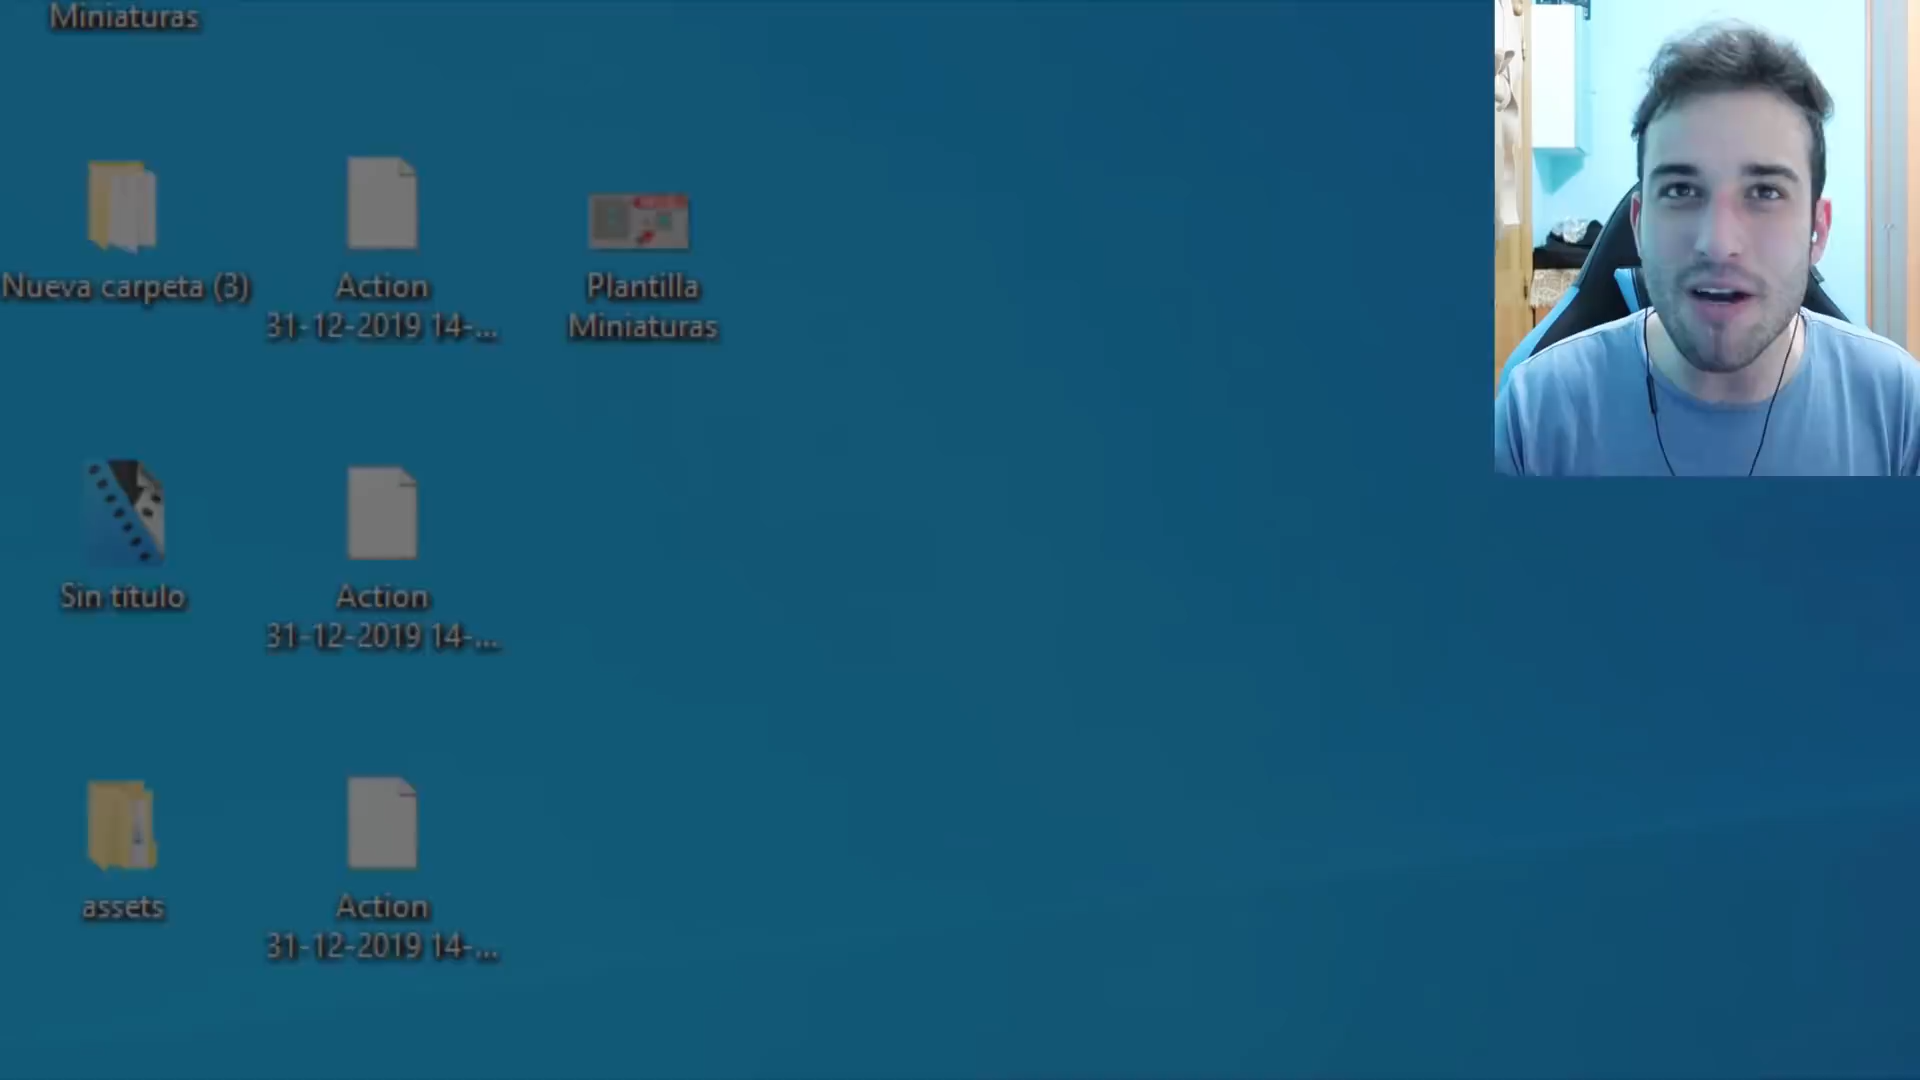 Miniaturas
Nueva carpeta (3)
Action
31-12-2019 14-...
Plantilla
Miniaturas
Sin título
Action
31-12-2019 14-...
assets
Action
31-12-2019 14-...